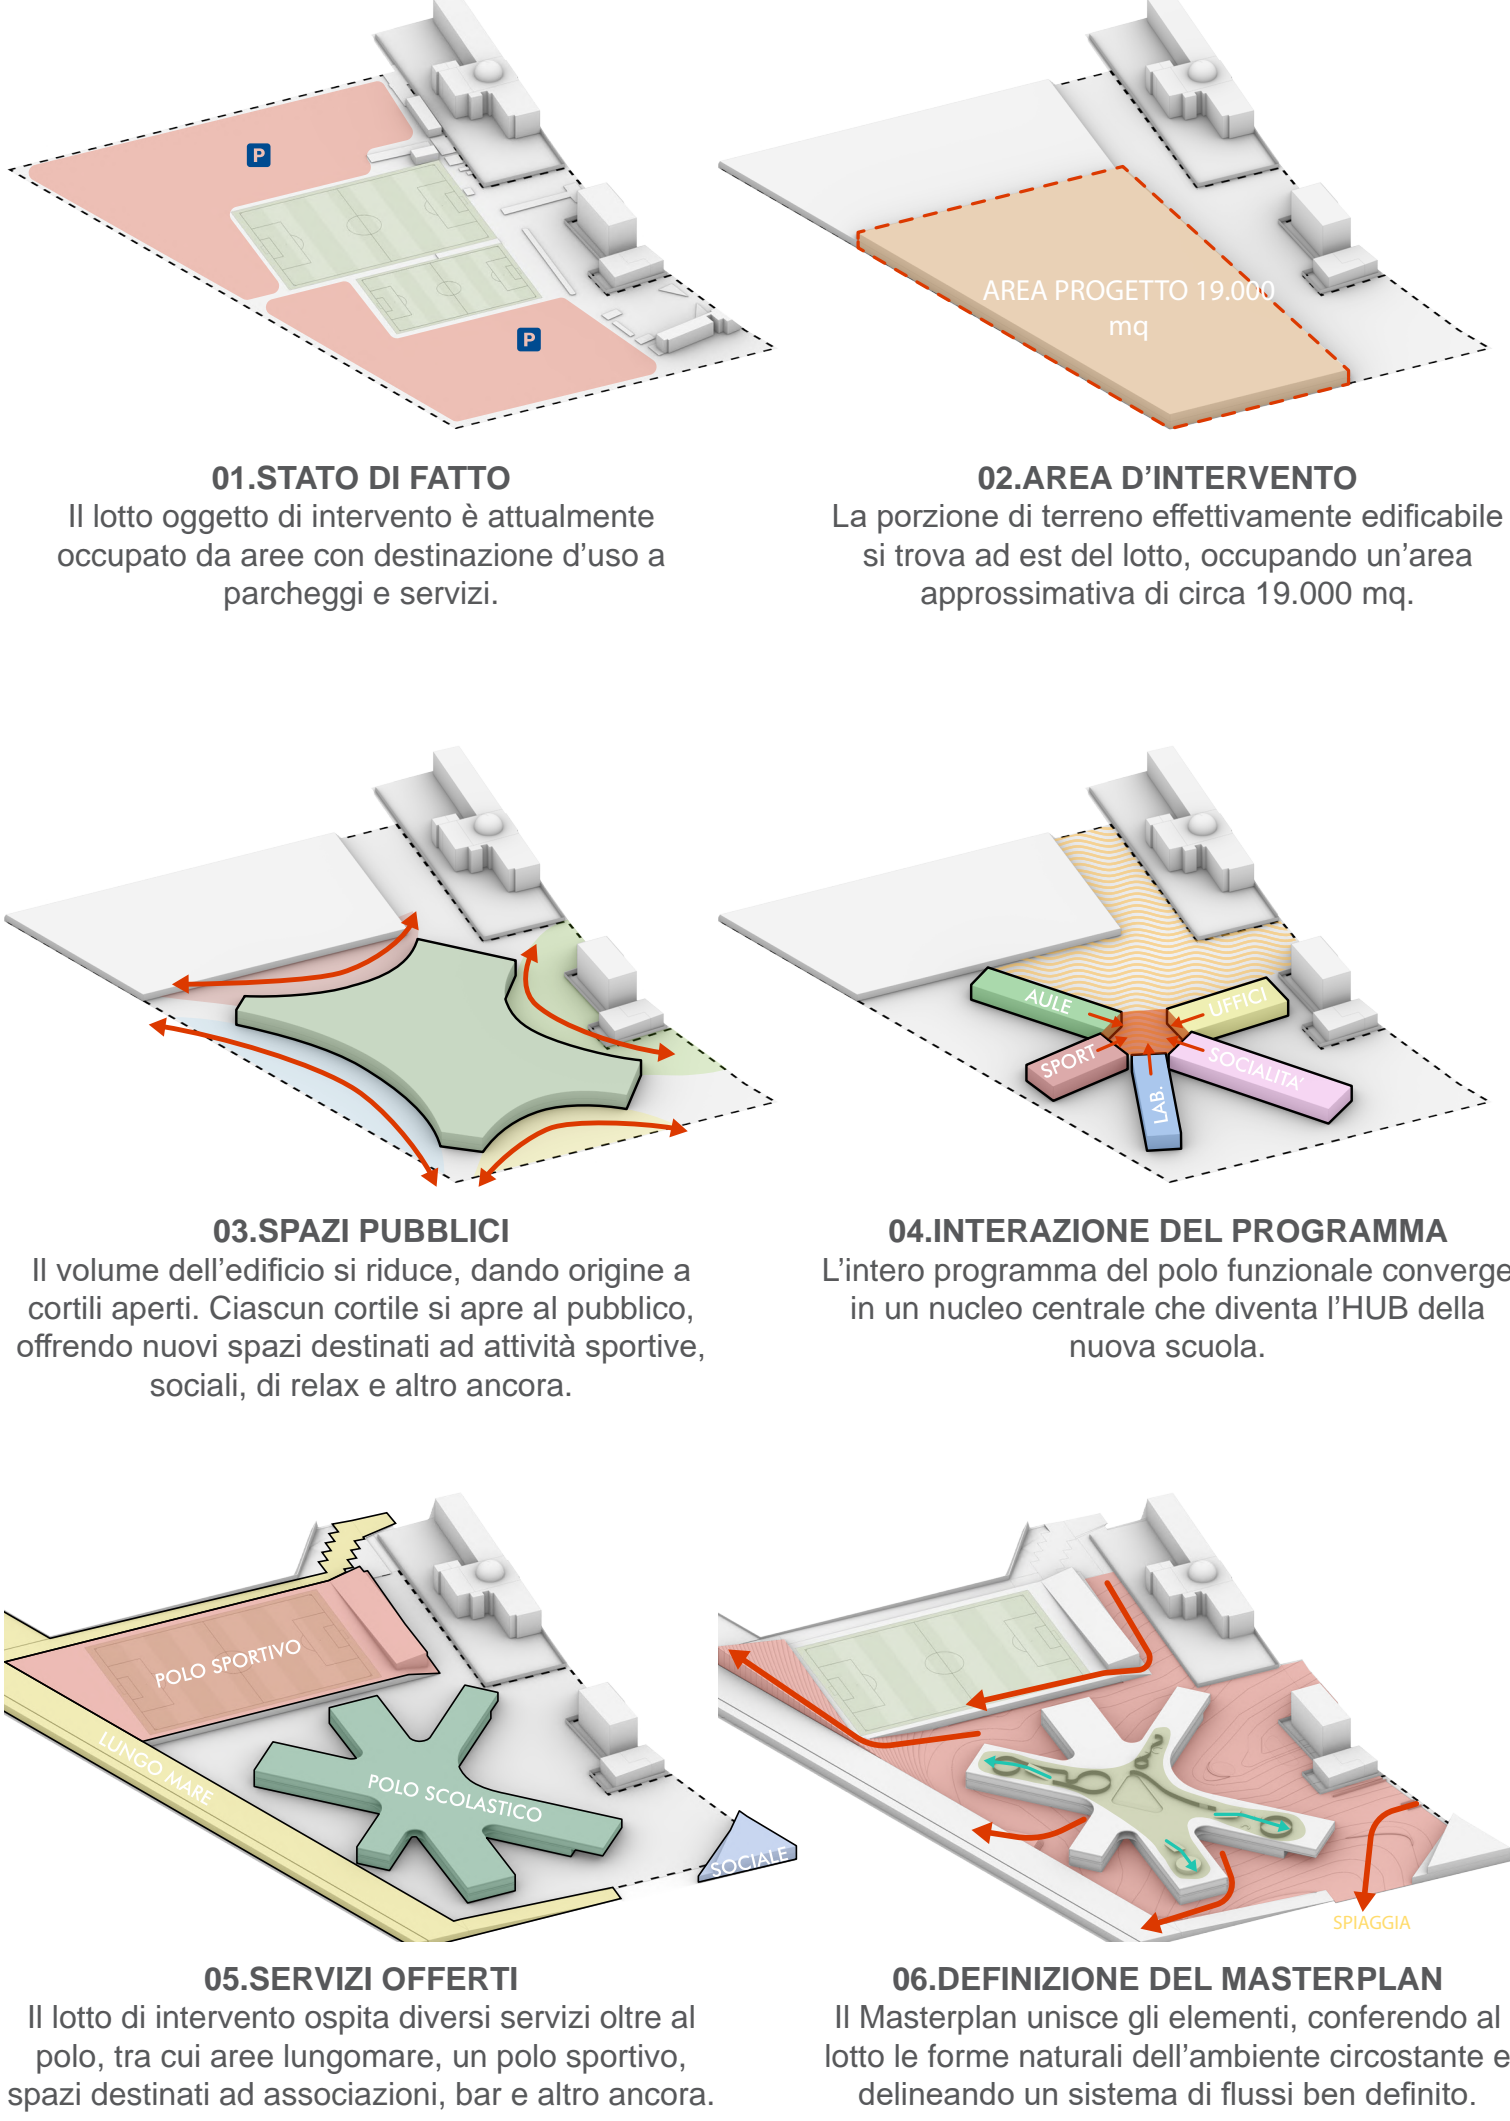 P
P
01.STATO DI FATTO
Il lotto oggetto di intervento è attualmente
occupato da aree con destinazione d’uso a
parcheggi e servizi.
AREA PROGETTO 19.000
mq
02.AREA D’INTERVENTO
La porzione di terreno effettivamente edificabile
si trova ad est del lotto, occupando un’area
approssimativa di circa 19.000 mq.
03.SPAZI PUBBLICI
Il volume dell’edificio si riduce, dando origine a
cortili aperti. Ciascun cortile si apre al pubblico,
offrendo nuovi spazi destinati ad attività sportive,
sociali, di relax e altro ancora.
AULE
UFFICI
SPORT
SOCIALITA’
LAB.
04.INTERAZIONE DEL PROGRAMMA
L’intero programma del polo funzionale converge
in un nucleo centrale che diventa l’HUB della
nuova scuola.
POLO SPORTIVO
LUNGO MARE
POLO SCOLASTICO
SOCIALE
05.SERVIZI OFFERTI
Il lotto di intervento ospita diversi servizi oltre al
polo, tra cui aree lungomare, un polo sportivo,
spazi destinati ad associazioni, bar e altro ancora.
SPIAGGIA
06.DEFINIZIONE DEL MASTERPLAN
Il Masterplan unisce gli elementi, conferendo al
lotto le forme naturali dell’ambiente circostante e
delineando un sistema di flussi ben definito.